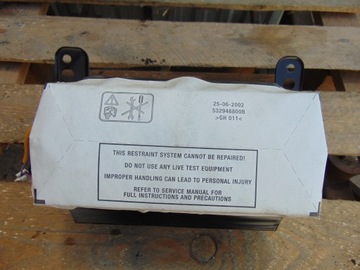 25-06-2002
532946800B
>GH 011<
THIS RESTRAINT SYSTEM CANNOT BE REPAIRED!
DO NOT USE ANY LIVE TEST EQUIPMENT
IMPROPER HANDLING CAN LEAD TO PERSONAL INJURY
REFER TO SERVICE MANUAL FOR
FULL INSTRUCTIONS AND PRECAUTIONS